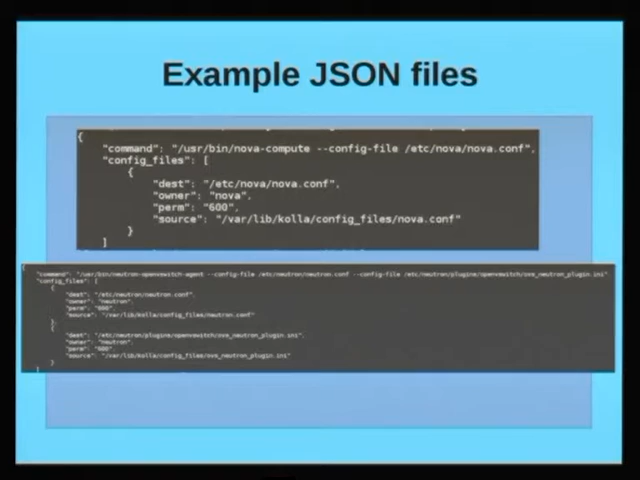 Example JSON files
{
"command": "/usr/bin/nova-compute --config-file /etc/nova/nova.conf",
"config_files": [
{
"dest": "/etc/nova/nova.conf",
"owner": "nova",
"perm": "600",
"source": "/var/lib/kolla/config_files/nova.conf"
}
]
{
"command": "/usr/bin/neutron-openvswitch-agent --config-file /etc/neutron/neutron.conf --config-file /etc/neutron/plugins/openvswitch/ovs_neutron_plugin.ini"
"config_files": [
{
"dest": "/etc/neutron/neutron.conf",
"owner": "neutron",
"perm": "600",
"source": "/var/lib/kolla/config_files/neutron.conf"
},
{
"dest": "/etc/neutron/plugins/openvswitch/ovs_neutron_plugin.ini",
"owner": "neutron",
"perm": "600",
"source": "/var/lib/kolla/config_files/ovs_neutron_plugin.ini"
}
]